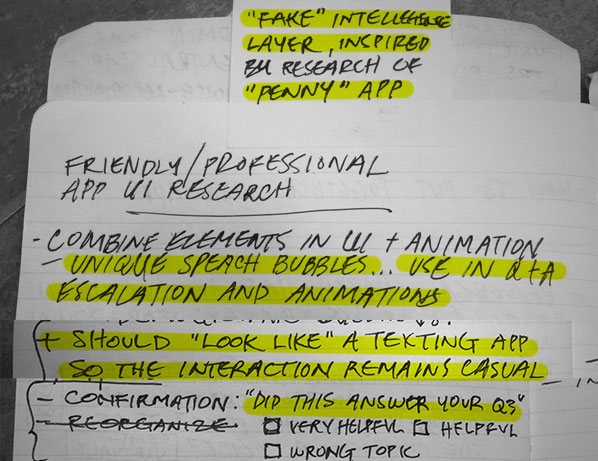 "FAKE" INTELLEGENCE
LAYER, INSPIRED
BY RESEARCH OF
"PENNY" APP
FRIENDLY/PROFESSIONAL
APP UI RESEARCH
- COMBINE ELEMENTS IN UI + ANIMATION
- UNIQUE SPEACH BUBBLES... USE IN Q+A
ESCALATION AND ANIMATIONS
+ SHOULD "LOOK LIKE" A TEXTING APP
SO THE INTERACTION REMAINS CASUAL
- CONFIRMATION: "DID THIS ANSWER YOUR Q?"
- REORGANIZE ☐ VERY HELPFUL ☐ HELPFUL
☐ WRONG TOPIC